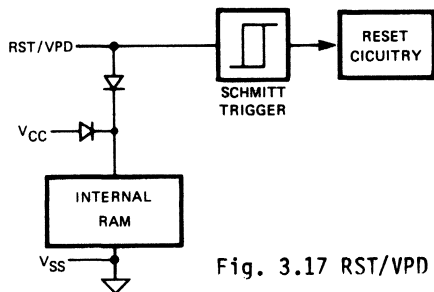 RST/VPD
SCHMITT
TRIGGER
RESET
CICUITRY
VCC
INTERNAL
RAM
VSS
Fig. 3.17 RST/VPD